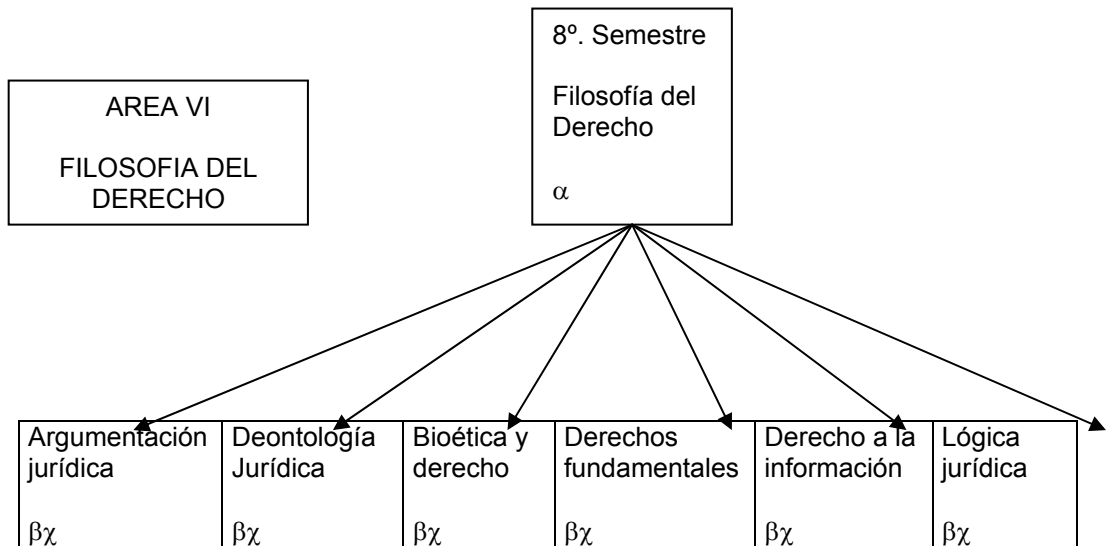 8º. Semestre
Filosofía del
Derecho
α
AREA VI
FILOSOFIA DEL
DERECHO
Argumentación
jurídica
βχ
Deontología
Jurídica
βχ
Bioética y
derecho
βχ
Derechos
fundamentales
βχ
Derecho a la
información
βχ
Lógica
jurídica
βχ